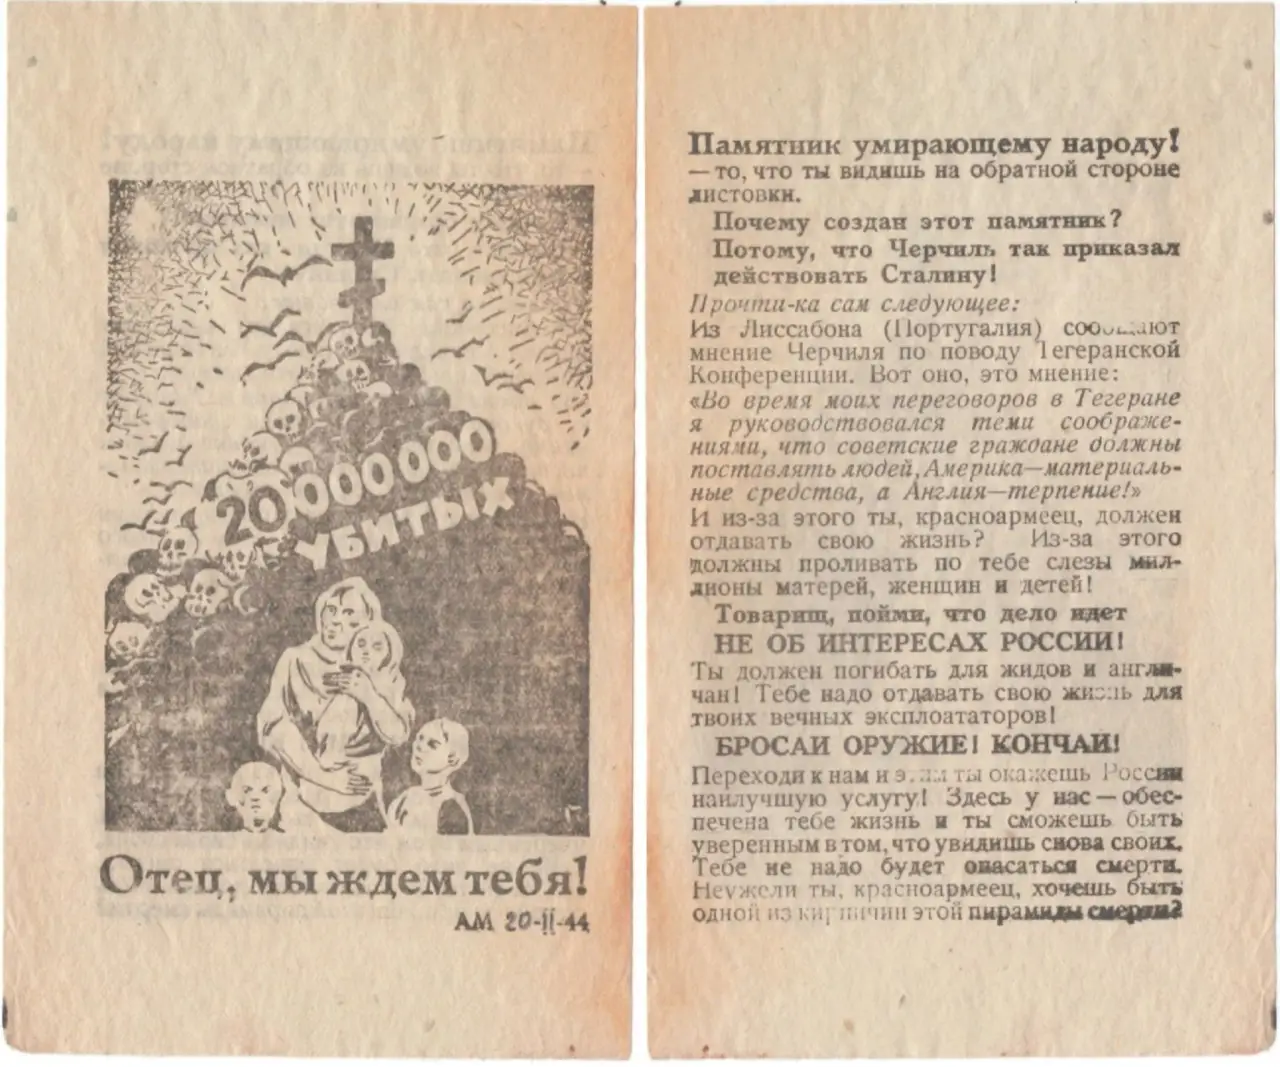 20 000 000
УБИТЫХ
Отец, мы ждем тебя!
АМ 20-II-44
Памятник умирающему народу!
— то, что ты видишь на обратной стороне
листовки.
Почему создан этот памятник?
Потому, что Черчиль так приказал
действовать Сталину!
Прочти-ка сам следующее:
Из Лиссабона (Португалия) сообщают
мнение Черчиля по поводу Тегеранской
Конференции. Вот оно, это мнение:
«Во время моих переговоров в Тегеране
я руководствовался теми соображе-
ниями, что советские граждане должны
поставлять людей, Америка—материаль-
ные средства, а Англия—терпение!»
И из-за этого ты, красноармеец, должен
отдавать свою жизнь? Из-за этого
должны проливать по тебе слезы мил-
лионы матерей, женщин и детей!
Товарищ, пойми, что дело идет
НЕ ОБ ИНТЕРЕСАХ РОССИИ!
Ты должен погибать для жидов и англи-
чан! Тебе надо отдавать свою жизнь для
твоих вечных эксплоататоров!
БРОСАЙ ОРУЖИЕ! КОНЧАЙ!
Переходи к нам и этим ты окажешь России
наилучшую услугу! Здесь у нас — обес-
печена тебе жизнь и ты сможешь быть
уверенным в том, что увидишь снова своих.
Тебе не надо будет опасаться смерти.
Неужели ты, красноармеец, хочешь быть
одной из кирпичин этой пирамиды смерти?